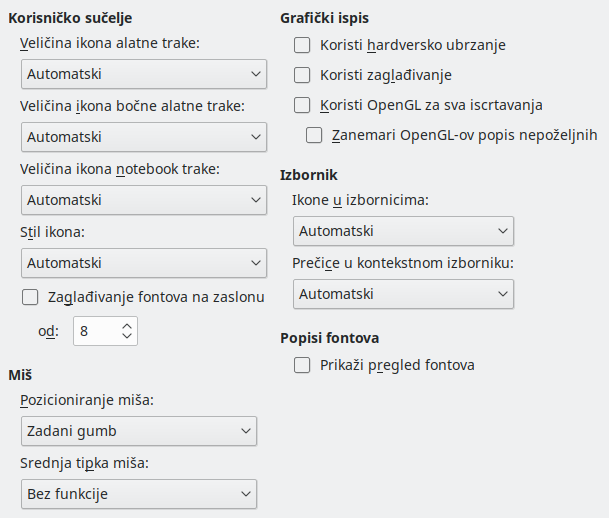 Korisničko sučelje
Veličina ikona alatne trake:
Automatski
Veličina ikona bočne alatne trake:
Automatski
Veličina ikona notebook trake:
Automatski
Stil ikona:
Automatski
Zaglađivanje fontova na zaslonu
od: 8
Miš
Pozicioniranje miša:
Zadani gumb
Srednja tipka miša:
Bez funkcije
Grafički ispis
Koristi hardversko ubrzanje
Koristi zaglađivanje
Koristi OpenGL za sva iscrtavanja
Zanemari OpenGL-ov popis nepoželjnih
Izbornik
Ikone u izbornicima:
Automatski
Prečice u kontekstnom izborniku:
Automatski
Popisi fontova
Prikaži pregled fontova